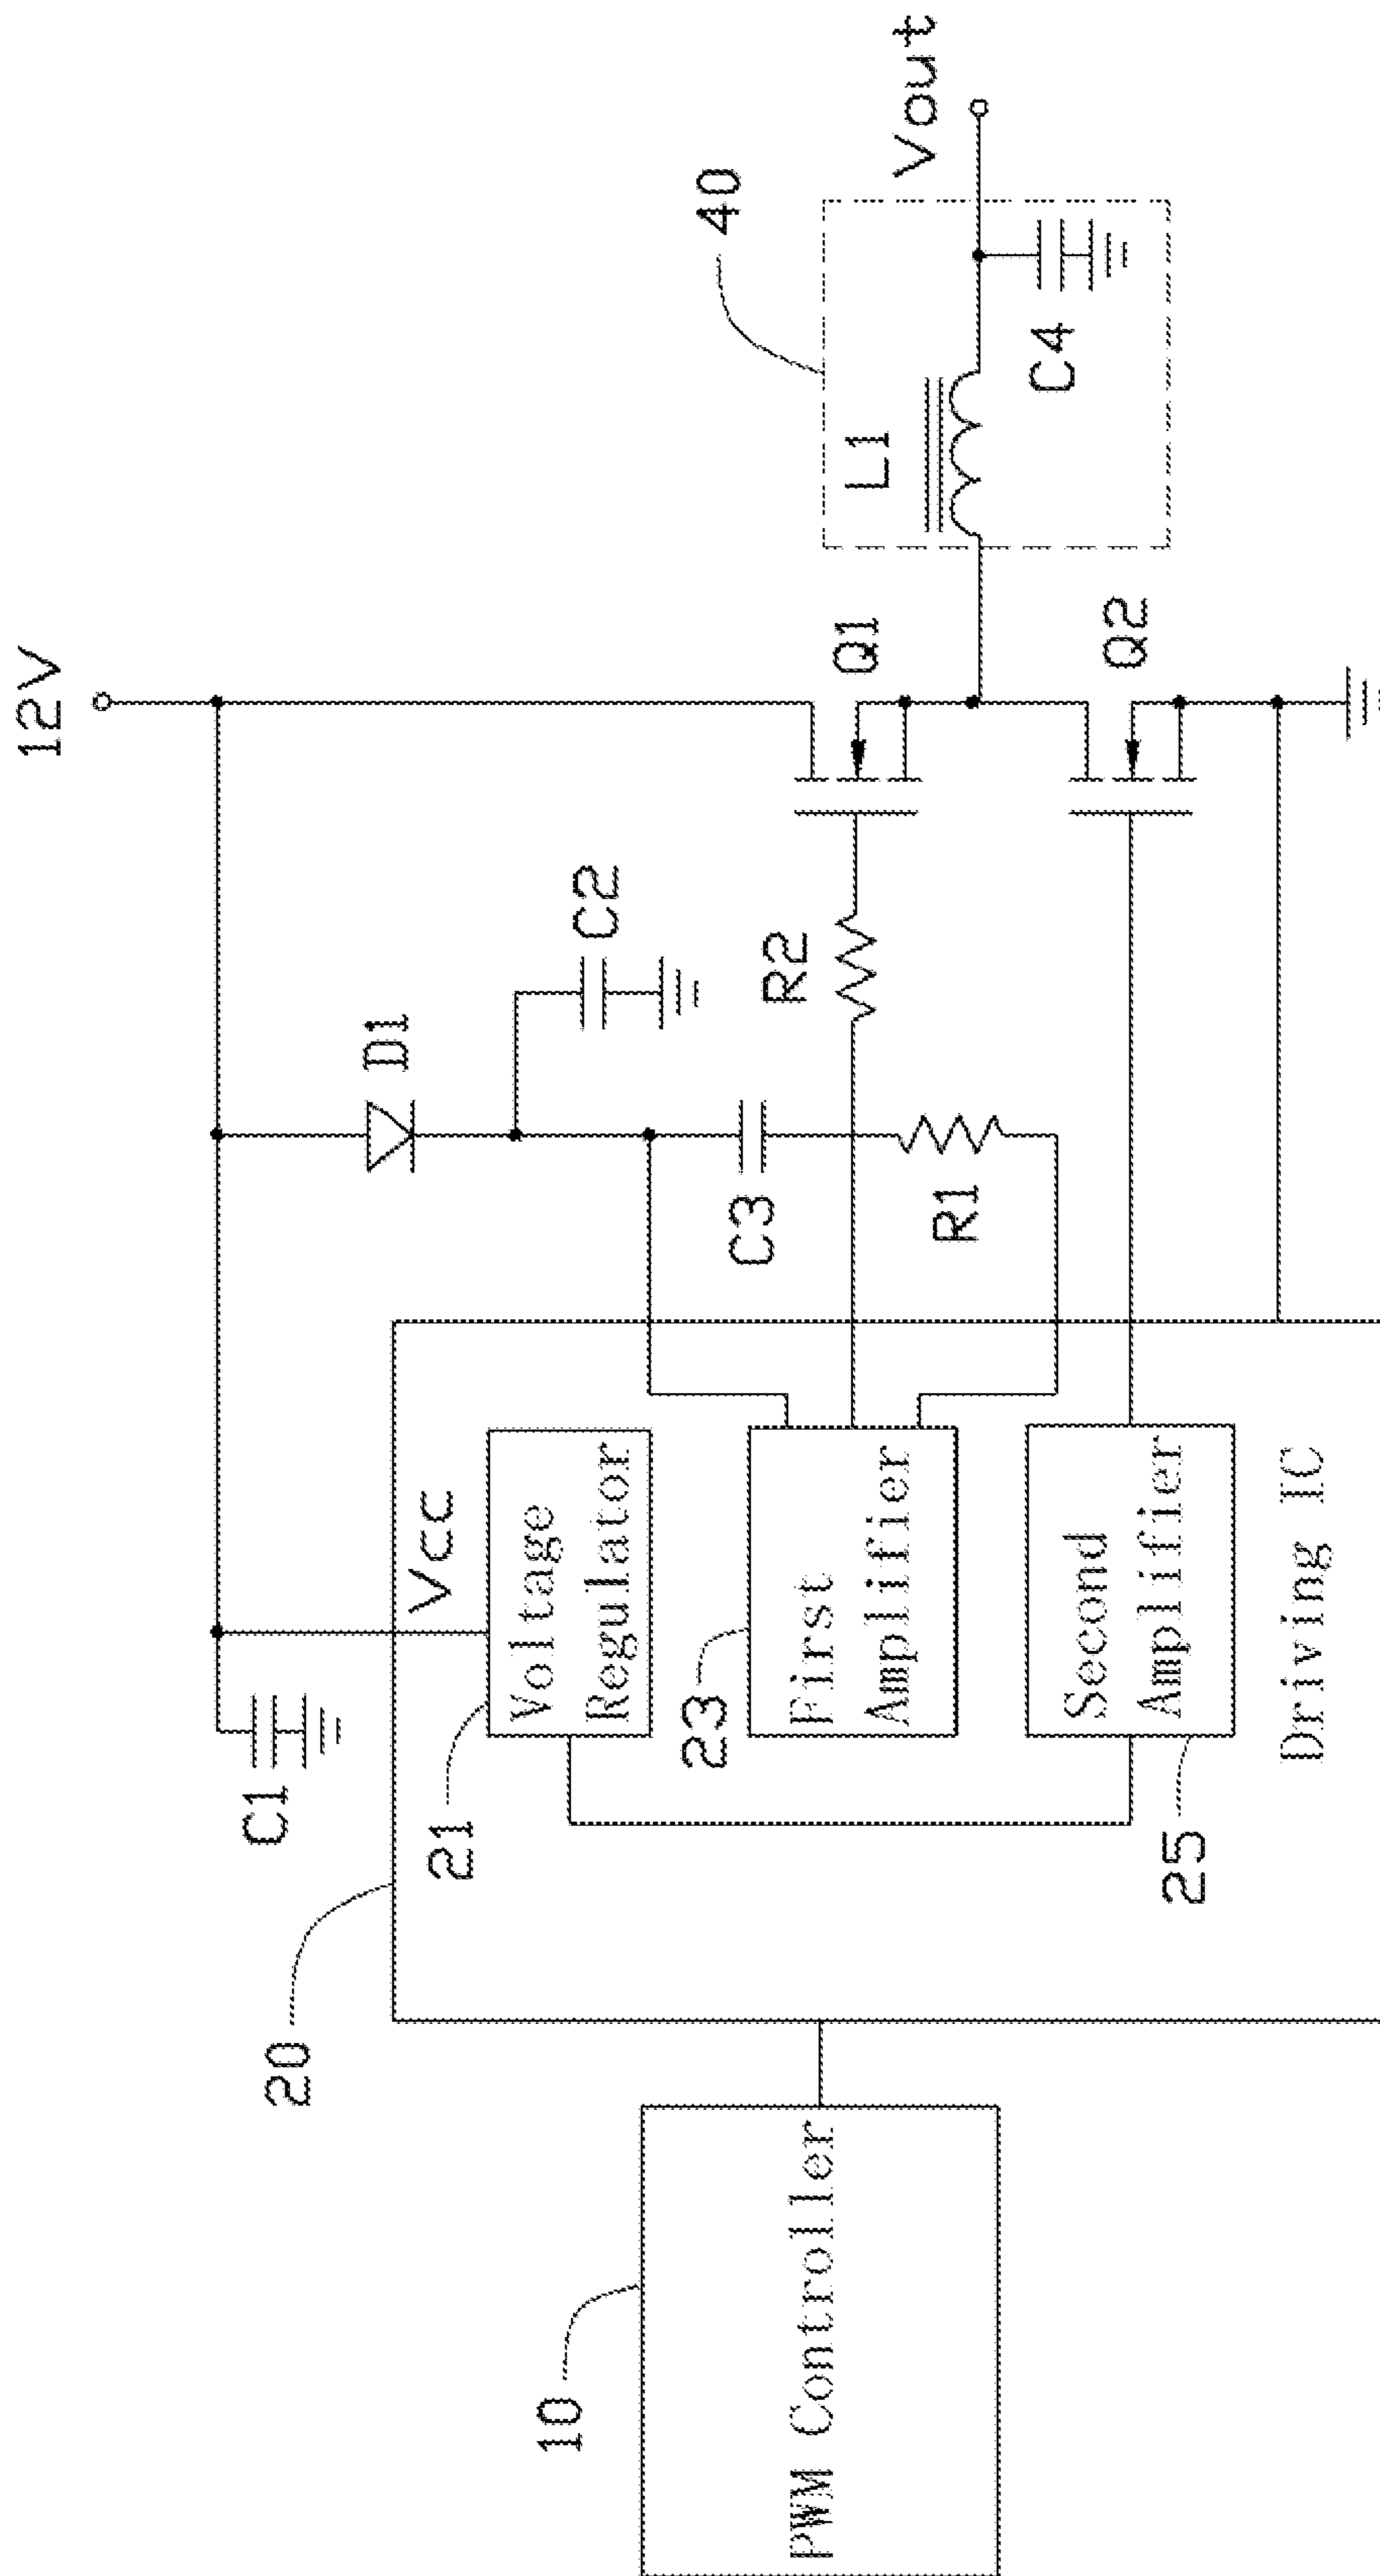 12V
Vout
40
L1
C4
Q1
Q2
D1
C2
R2
C3
R1
C1
Vcc
21
Voltage
Regulator
23
First
Amplifier
Second
Amplifier
25
Driving IC
20
10
PWM Controller